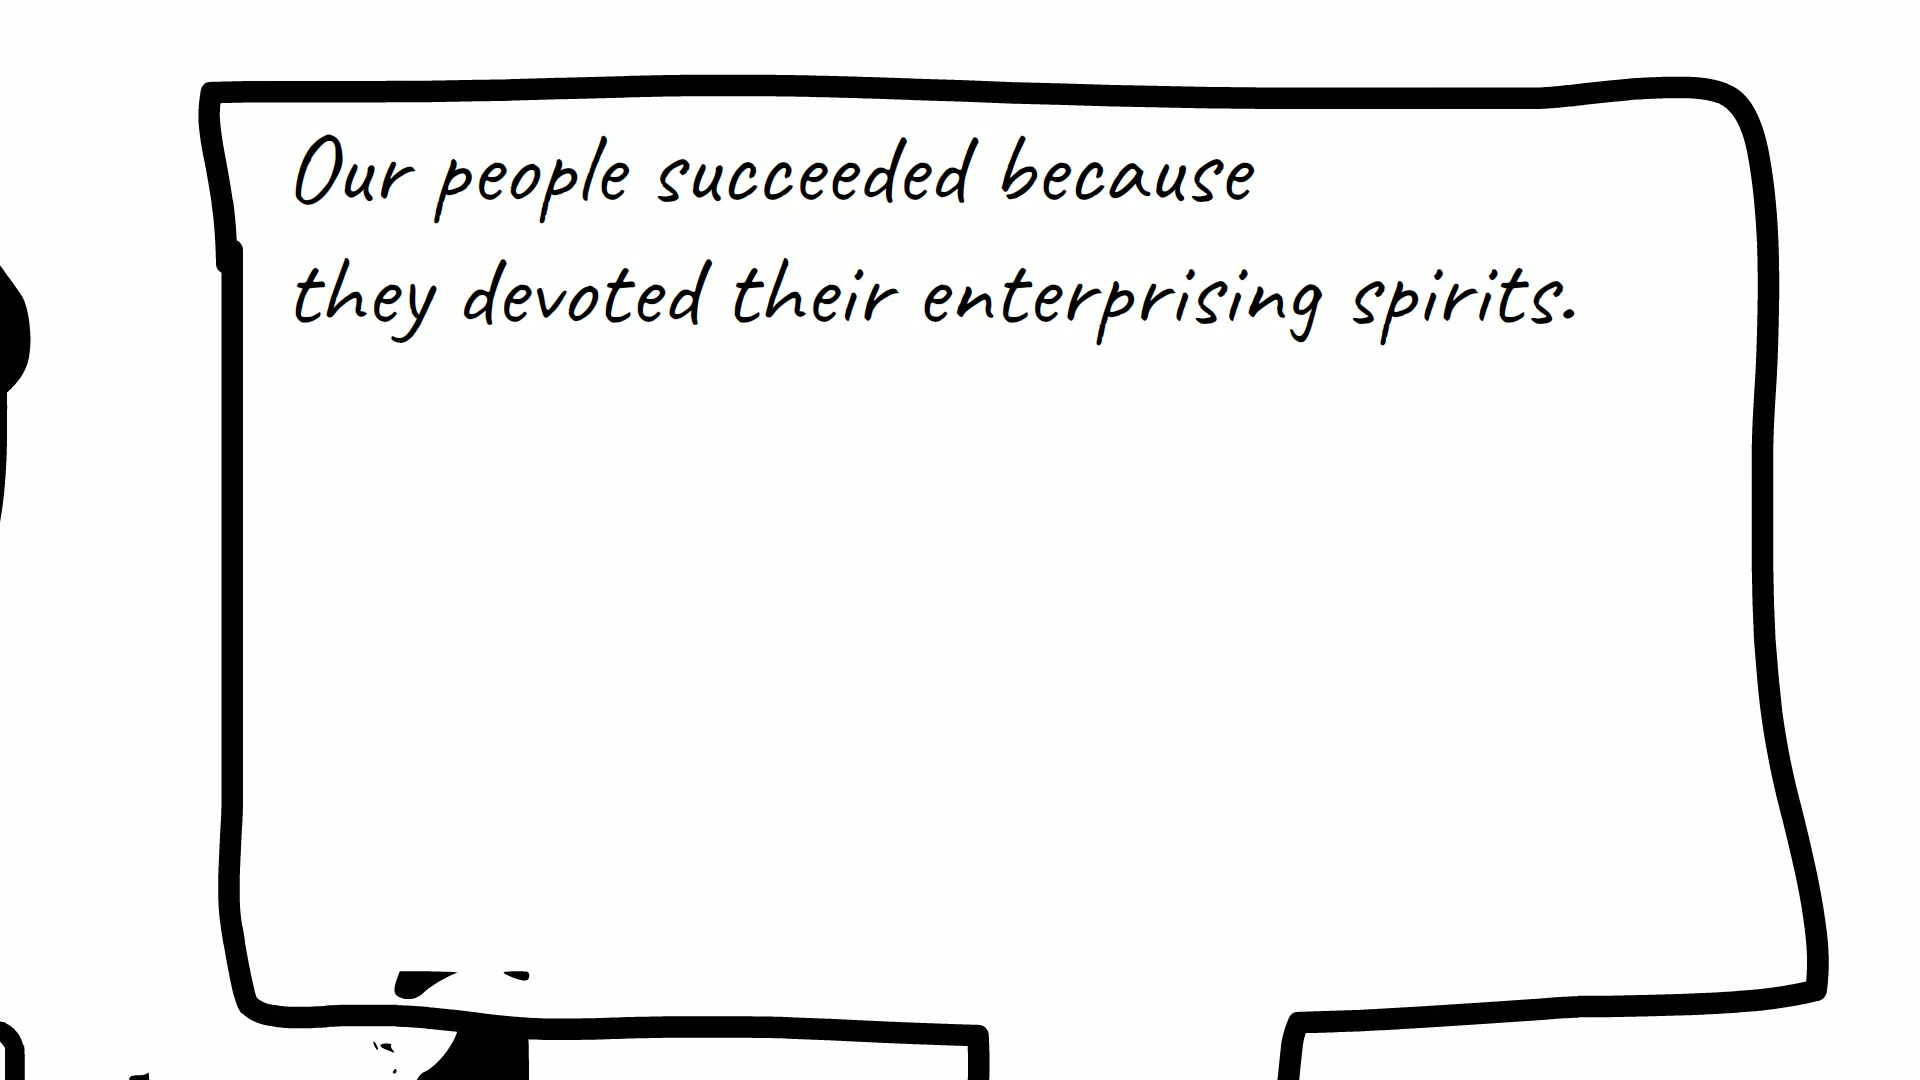 Our people succeeded because
they devoted their enterprising spirits.